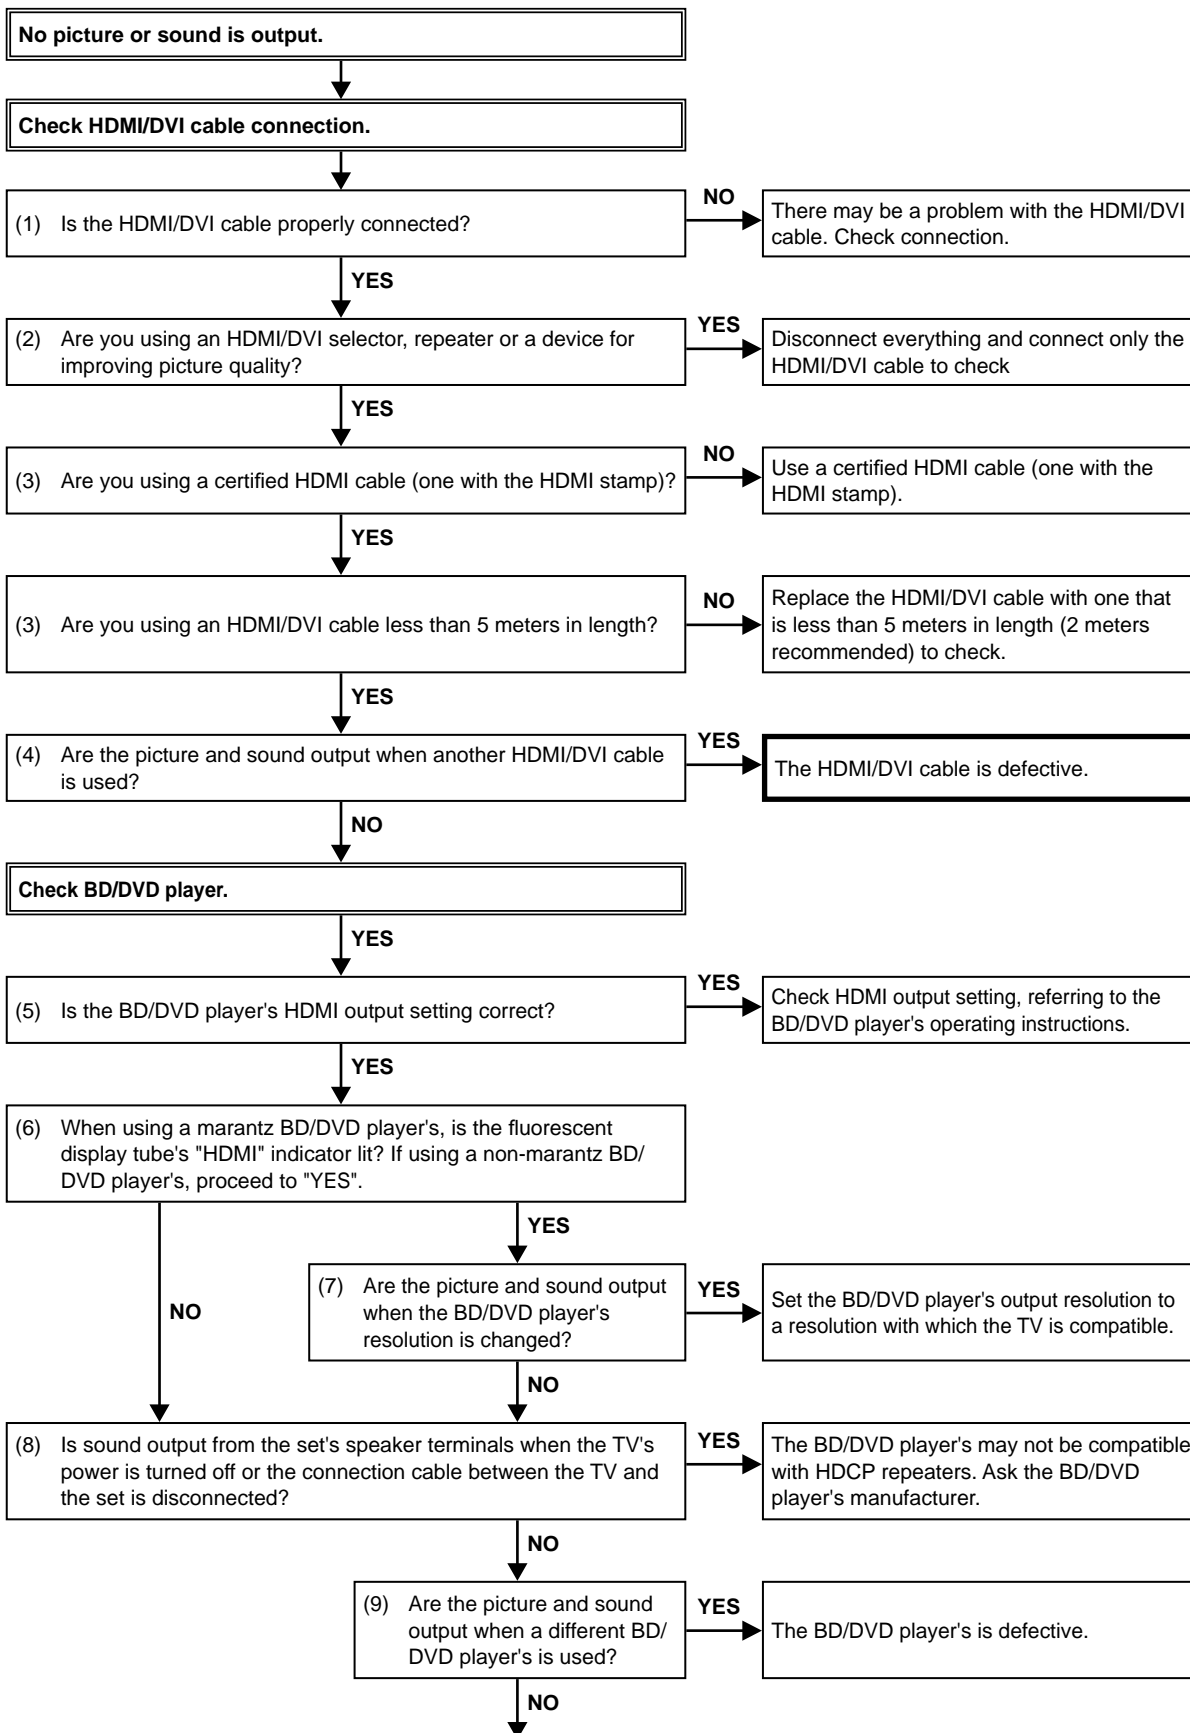 No picture or sound is output.
Check HDMI/DVI cable connection.
(1) Is the HDMI/DVI cable properly connected?
NO
There may be a problem with the HDMI/DVI
cable. Check connection.
YES
(2) Are you using an HDMI/DVI selector, repeater or a device for
improving picture quality?
YES
Disconnect everything and connect only the
HDMI/DVI cable to check
YES
(3) Are you using a certified HDMI cable (one with the HDMI stamp)?
NO
Use a certified HDMI cable (one with the
HDMI stamp).
YES
(3) Are you using an HDMI/DVI cable less than 5 meters in length?
NO
Replace the HDMI/DVI cable with one that
is less than 5 meters in length (2 meters
recommended) to check.
YES
(4) Are the picture and sound output when another HDMI/DVI cable
is used?
YES
The HDMI/DVI cable is defective.
NO
Check BD/DVD player.
YES
(5) Is the BD/DVD player's HDMI output setting correct?
YES
Check HDMI output setting, referring to the
BD/DVD player's operating instructions.
YES
(6) When using a marantz BD/DVD player's, is the fluorescent
display tube's "HDMI" indicator lit? If using a non-marantz BD/
DVD player's, proceed to "YES".
YES
NO
(7) Are the picture and sound output
when the BD/DVD player's
resolution is changed?
YES
Set the BD/DVD player's output resolution to
a resolution with which the TV is compatible.
NO
(8) Is sound output from the set's speaker terminals when the TV's
power is turned off or the connection cable between the TV and
the set is disconnected?
YES
The BD/DVD player's may not be compatible
with HDCP repeaters. Ask the BD/DVD
player's manufacturer.
NO
(9) Are the picture and sound
output when a different BD/
DVD player's is used?
YES
The BD/DVD player's is defective.
NO